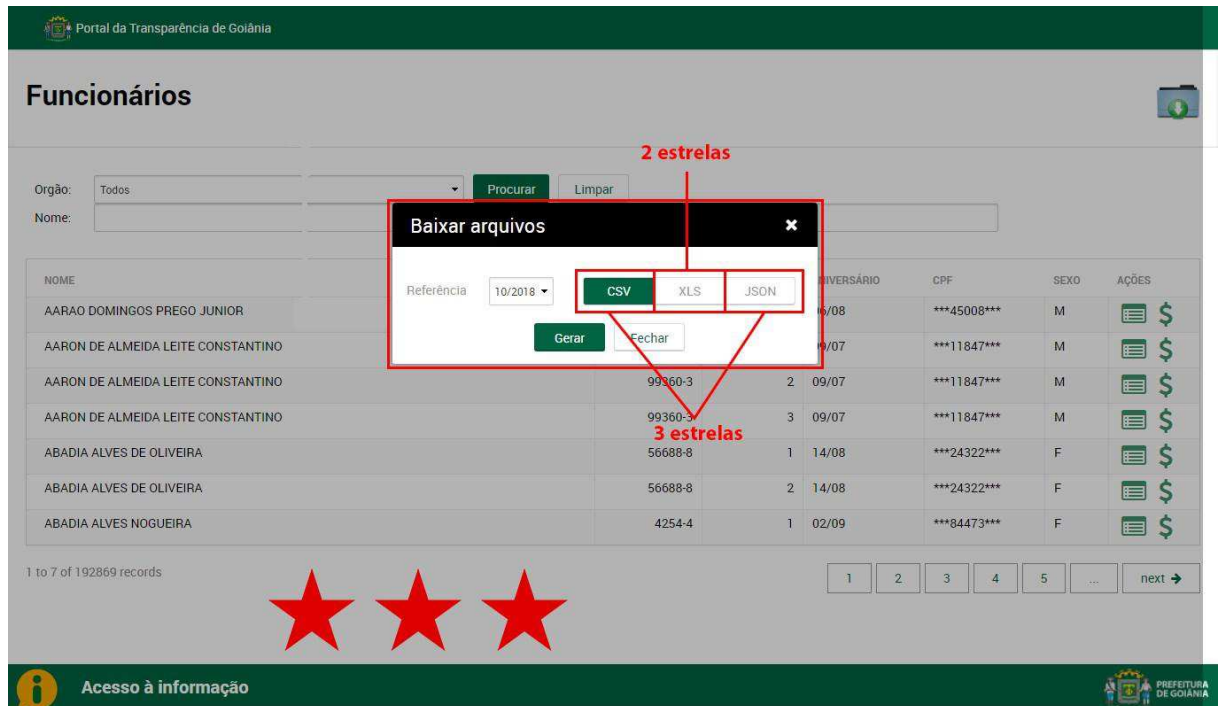 Portal da Transparência de Goiânia
Funcionários
2 estrelas
Orgão: Todos Procurar Limpar
Nome:
Baixar arquivos
Referência 10/2018 CSV XLS JSON
Gerar Fechar
NOME CPF SEXO AÇÕES
AARAO DOMINGOS PREGO JUNIOR ***45008*** M
AARON DE ALMEIDA LEITE CONSTANTINO ***11847*** M
AARON DE ALMEIDA LEITE CONSTANTINO 99360-3 2 09/07 ***11847*** M
AARON DE ALMEIDA LEITE CONSTANTINO 99360-3 3 09/07 ***11847*** M
3 estrelas
ABADIA ALVES DE OLIVEIRA 56688-8 1 14/08 ***24322*** F
ABADIA ALVES DE OLIVEIRA 56688-8 2 14/08 ***24322*** F
ABADIA ALVES NOGUEIRA 4254-4 1 02/09 ***84473*** F
1 to 7 of 192869 records 1 2 3 4 5 ... next
Acesso à informação
PREFEITURA
DE GOIÂNIA